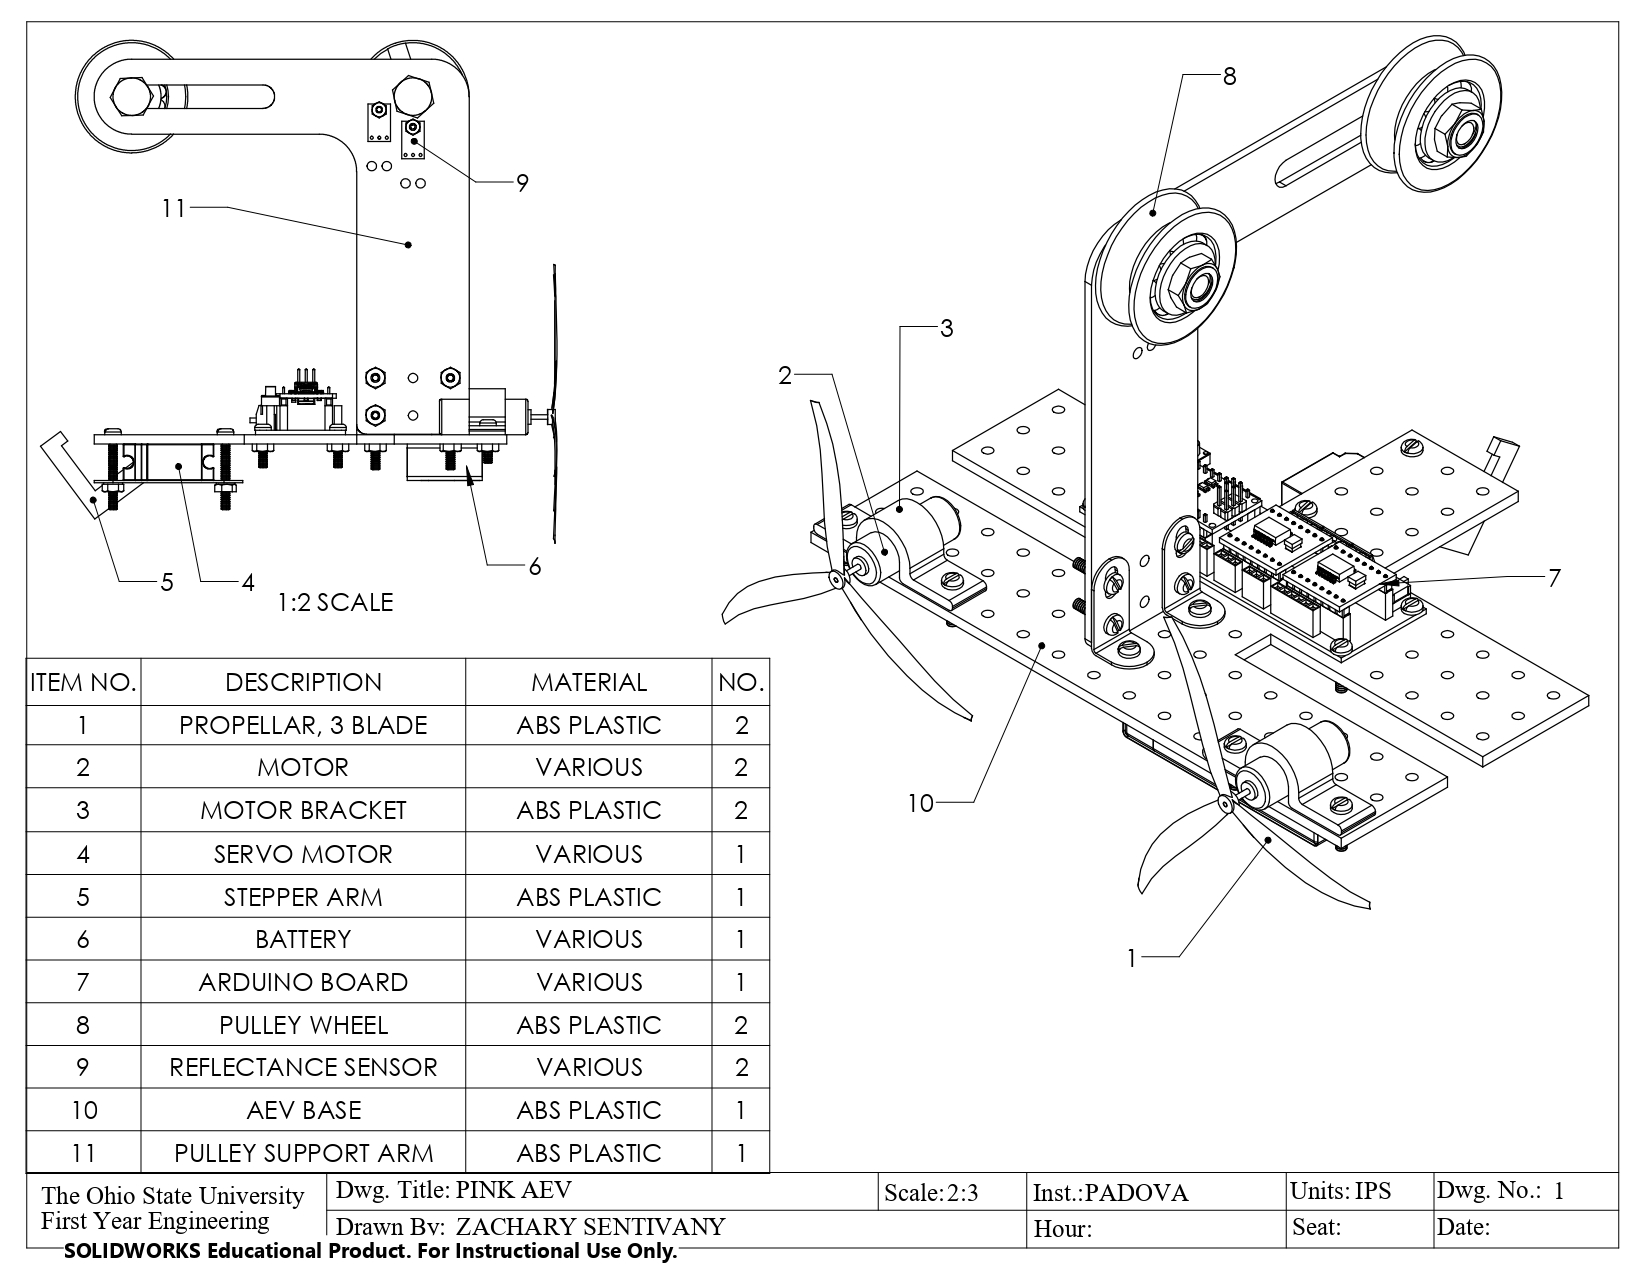 8
9
11
3
2
5
4
6
1:2 SCALE
7
10
1
ITEM NO. DESCRIPTION MATERIAL NO.
1 PROPELLAR, 3 BLADE ABS PLASTIC 2
2 MOTOR VARIOUS 2
3 MOTOR BRACKET ABS PLASTIC 2
4 SERVO MOTOR VARIOUS 1
5 STEPPER ARM ABS PLASTIC 1
6 BATTERY VARIOUS 1
7 ARDUINO BOARD VARIOUS 1
8 PULLEY WHEEL ABS PLASTIC 2
9 REFLECTANCE SENSOR VARIOUS 2
10 AEV BASE ABS PLASTIC 1
11 PULLEY SUPPORT ARM ABS PLASTIC 1
The Ohio State University
First Year Engineering
Dwg. Title: PINK AEV
Drawn By: ZACHARY SENTIVANY
Scale:2:3
Inst.:PADOVA
Hour:
Units: IPS
Seat:
Dwg. No.: 1
Date:
SOLIDWORKS Educational Product. For Instructional Use Only.